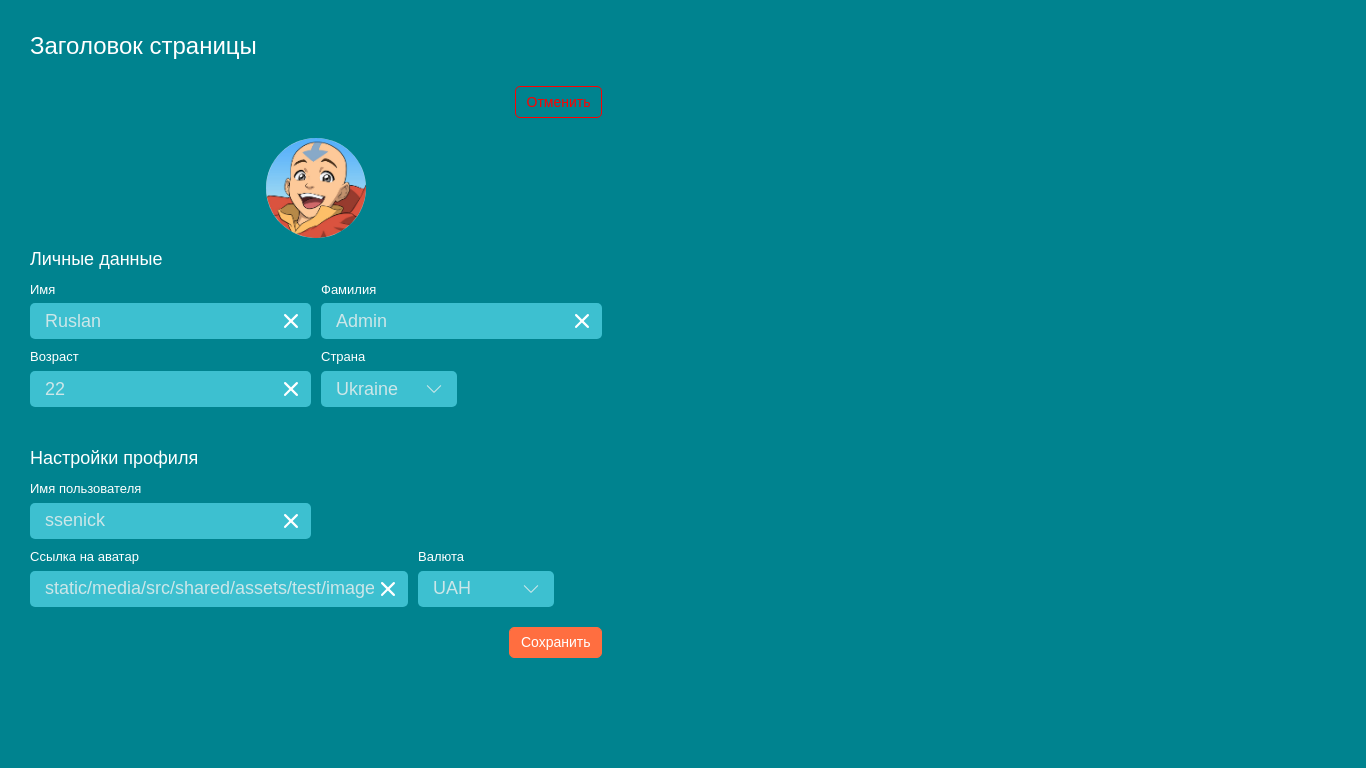 Заголовок страницы
Отменить
Личные данные
Имя Фамилия
Ruslan Admin
Возраст Страна
22 Ukraine
Настройки профиля
Имя пользователя
ssenick
Ссылка на аватар Валюта
static/media/src/shared/assets/test/image UAH
Сохранить